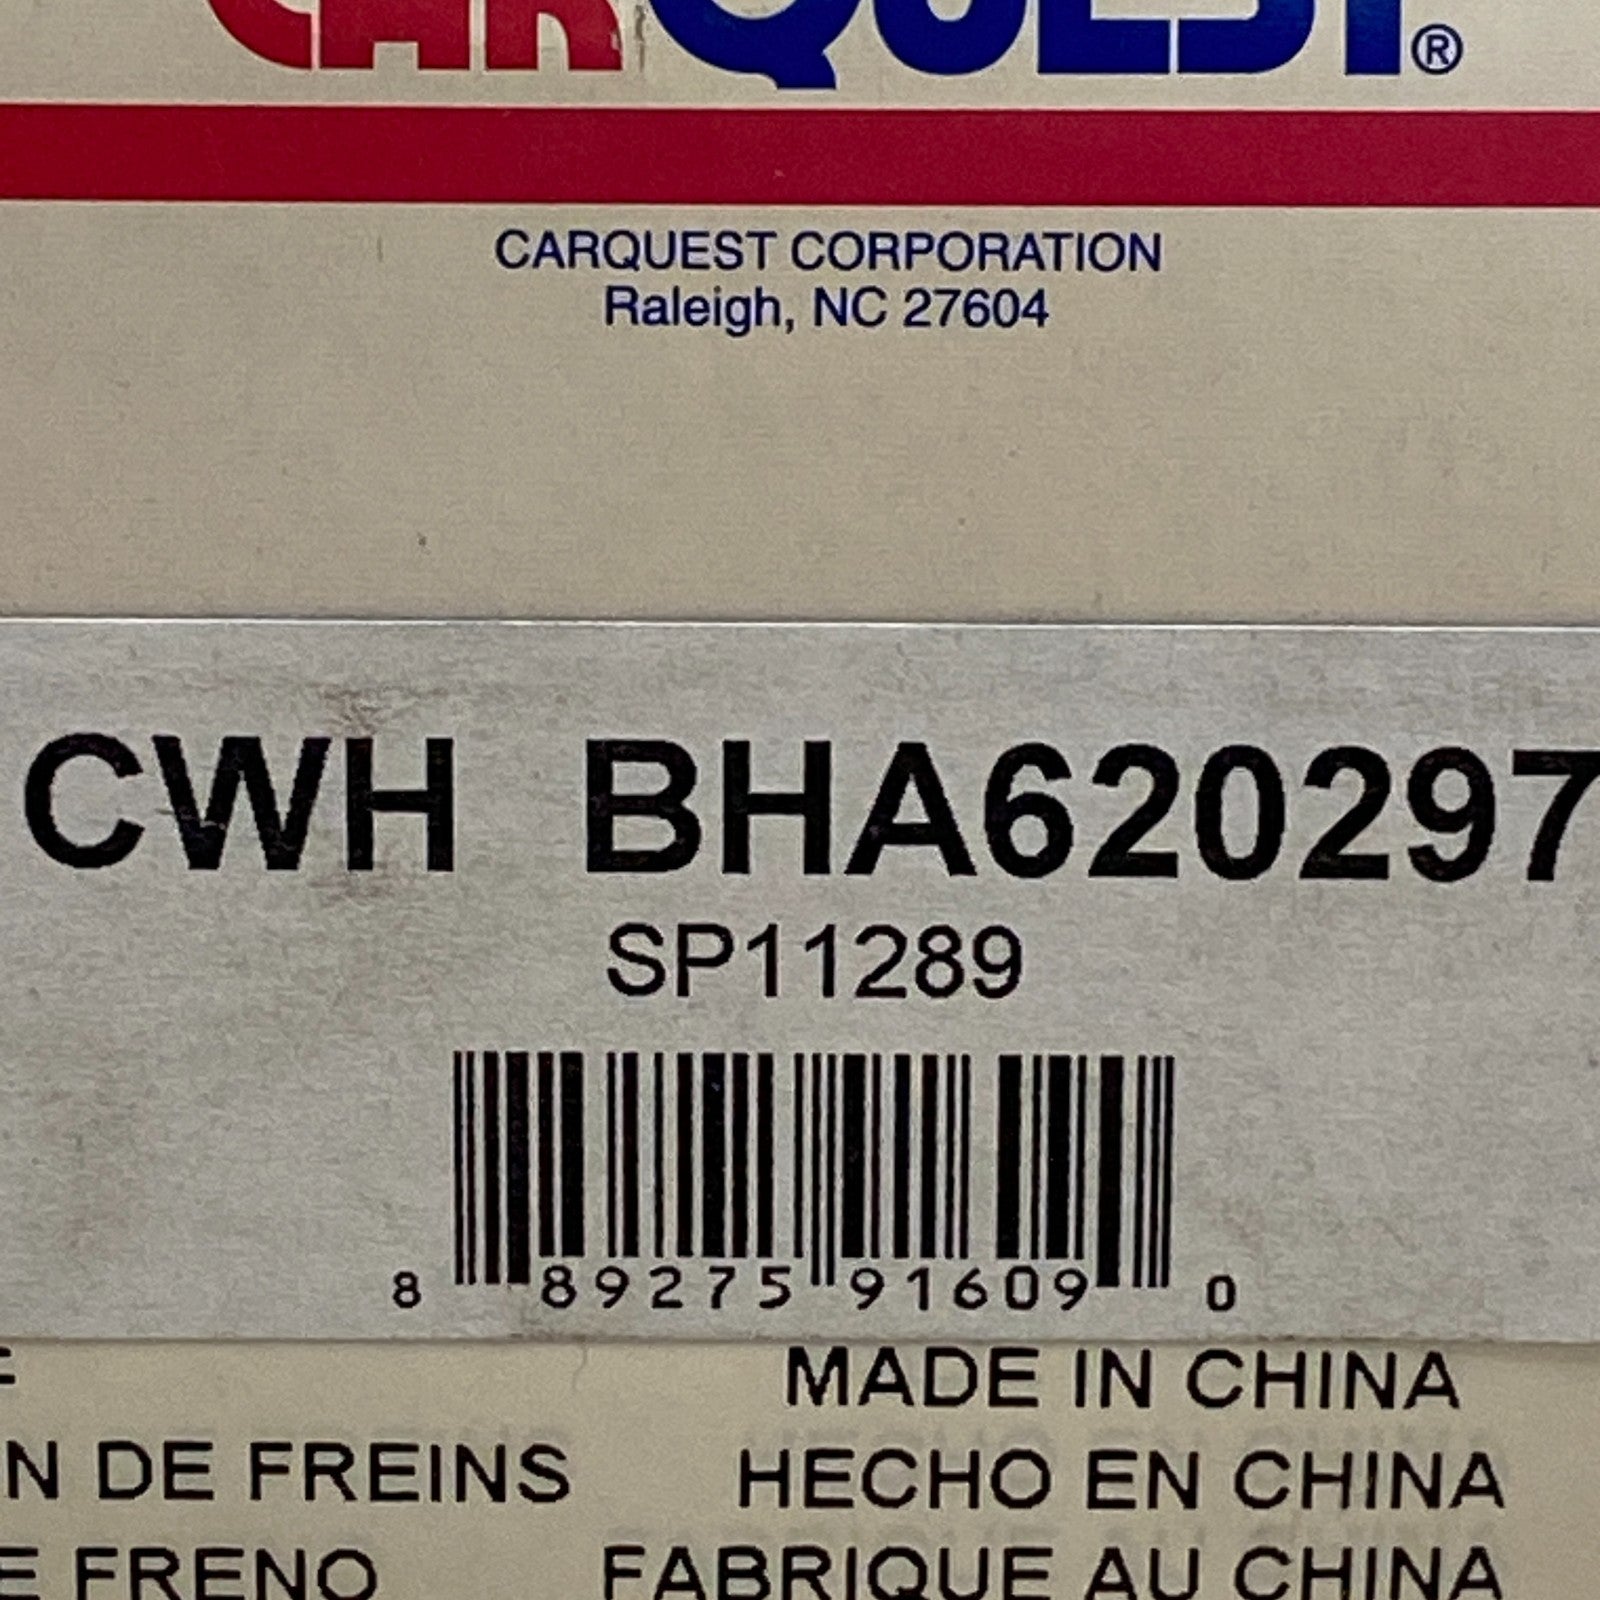 CARQUEST®
CARQUEST CORPORATION
Raleigh, NC 27604
CWH BHA620297
SP11289
8 89275 91609 0
MADE IN CHINA
N DE FREINS
HECHO EN CHINA
E FRENO
FABRIQUE AU CHINA